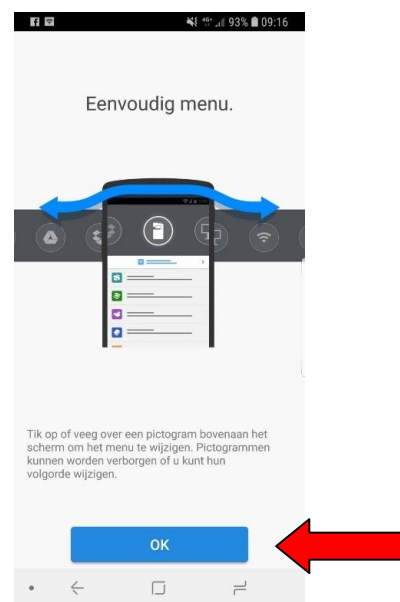 4G+ 93% 09:16
Eenvoudig menu.
Tik op of veeg over een pictogram bovenaan het
scherm om het menu te wijzigen. Pictogrammen
kunnen worden verborgen of u kunt hun
volgorde wijzigen.
OK